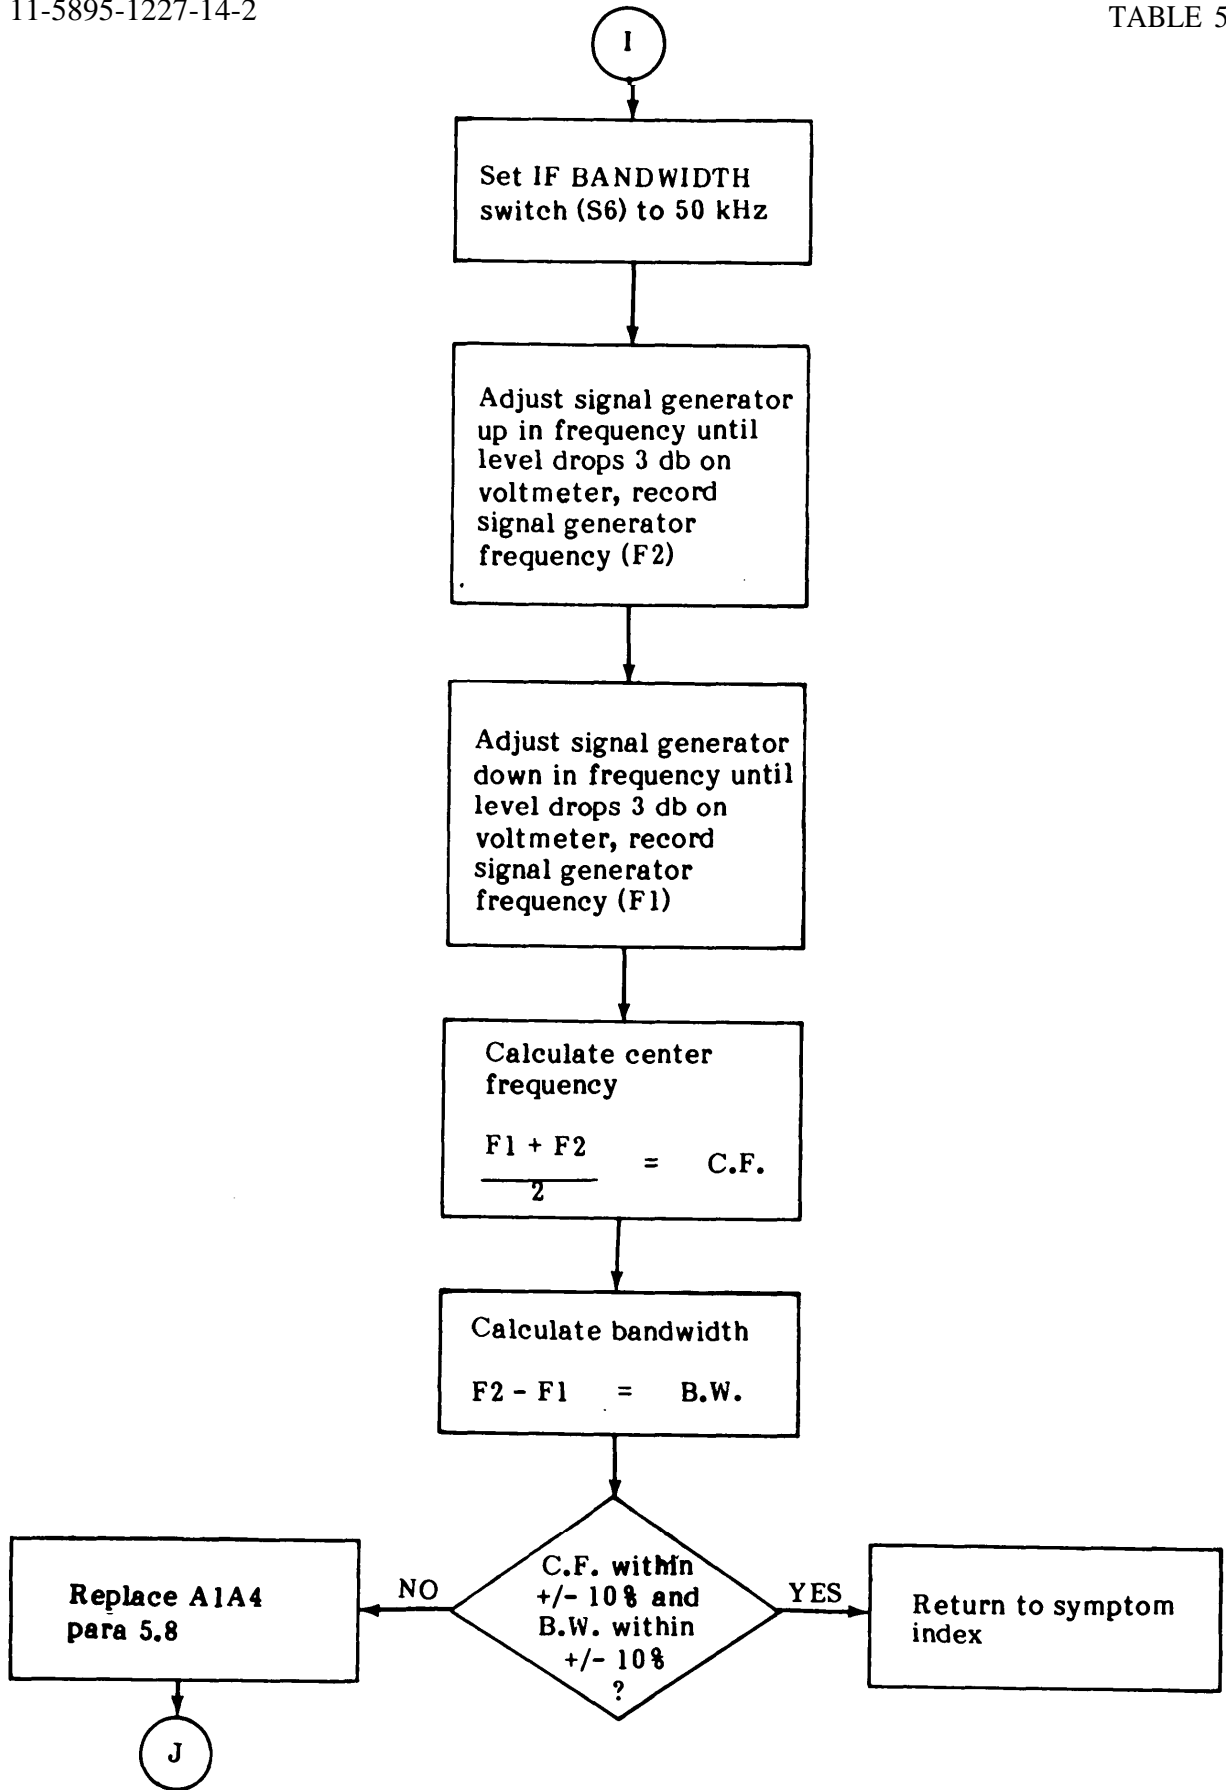 11-5895-1227-14-2
TABLE 5
I
Set IF BANDWIDTH
switch (S6) to 50 kHz
Adjust signal generator
up in frequency until
level drops 3 db on
voltmeter, record
signal generator
frequency (F2)
Adjust signal generator
down in frequency until
level drops 3 db on
voltmeter, record
signal generator
frequency (F1)
Calculate center
frequency
F1 + F2
= C.F.
2
Calculate bandwidth
F2 - F1 = B.W.
C.F. within
+/- 10% and
B.W. within
+/- 10%
?
NO
YES
Replace A1A4
para 5.8
Return to symptom
index
J